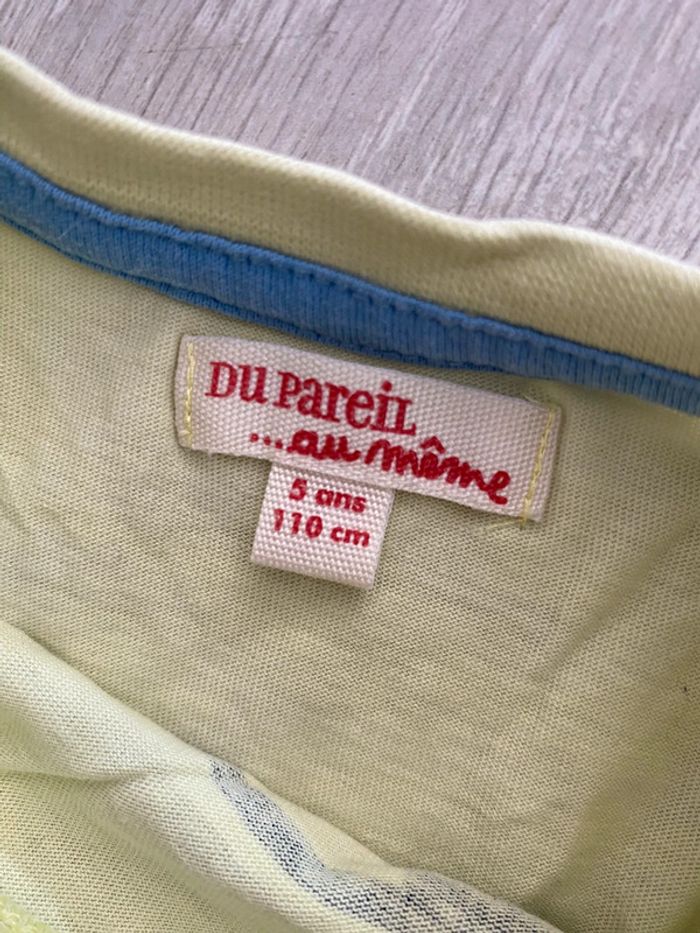 DU PAREIL
...au même
5 ans
110 cm